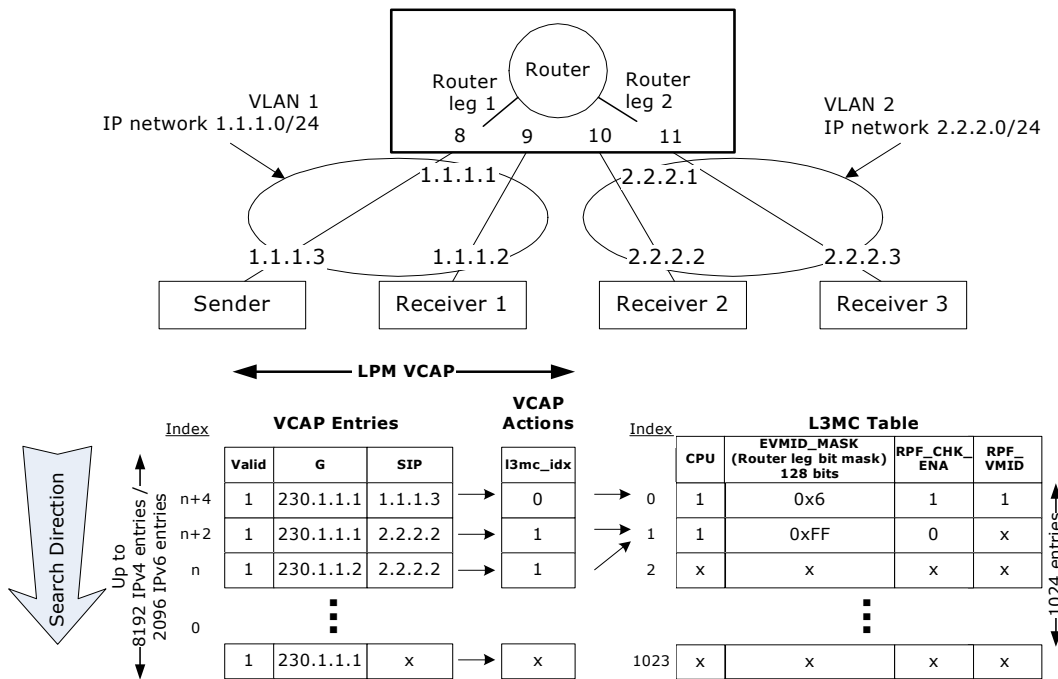 Router
Router
leg 1
Router
leg 2
VLAN 1
IP network 1.1.1.0/24
VLAN 2
IP network 2.2.2.0/24
8 9 10 11
1.1.1.1 2.2.2.1
1.1.1.3 1.1.1.2 2.2.2.2 2.2.2.3
Sender Receiver 1 Receiver 2 Receiver 3
LPM VCAP
Index VCAP Entries VCAP
Actions Index L3MC Table
Valid G SIP l3mc_idx CPU EVMID_MASK
(Router leg bit mask)
128 bits RPF_CHK_
ENA RPF_
VMID
n+4 1 230.1.1.1 1.1.1.3 0 0 1 0x6 1 1
n+2 1 230.1.1.1 2.2.2.2 1 1 1 0xFF 0 x
n 1 230.1.1.2 2.2.2.2 1 2 x x x x
0
1 230.1.1.1 x x 1023 x x x x
Search Direction
Up to
8192 IPv4 entries /
2096 IPv6 entries
1024 entries